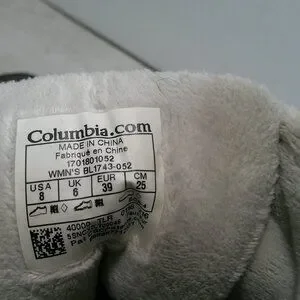 Columbia.com
MADE IN CHINA
Fabriqué en Chine
1701801052
WMN'S BL1743-052
USA UK EUR CM
8 6 39 25